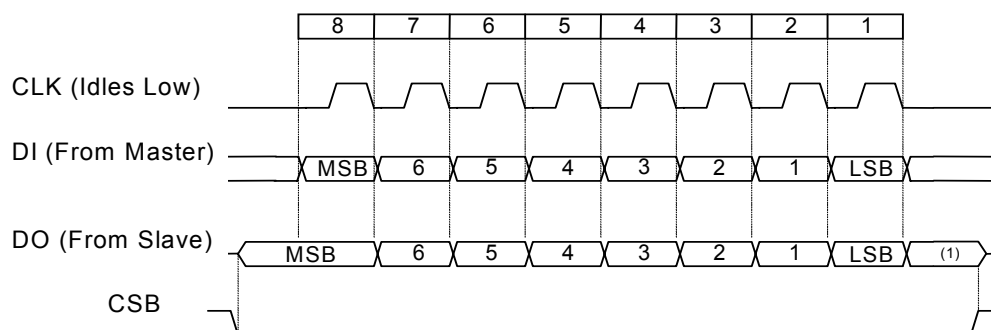 8 7 6 5 4 3 2 1
CLK (Idles Low)
DI (From Master) MSB 6 5 4 3 2 1 LSB
DO (From Slave) MSB 6 5 4 3 2 1 LSB (1)
CSB